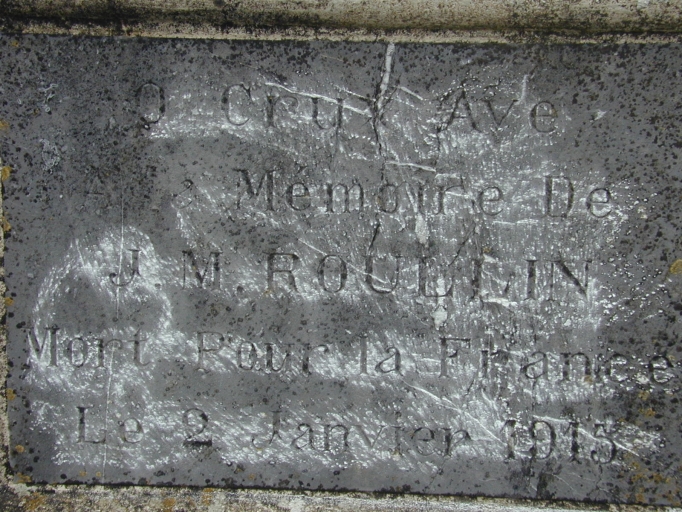 O Crux Ave
A La Mémoire De
J. M. ROULLIN
Mort Pour la France
Le 2 Janvier 1915